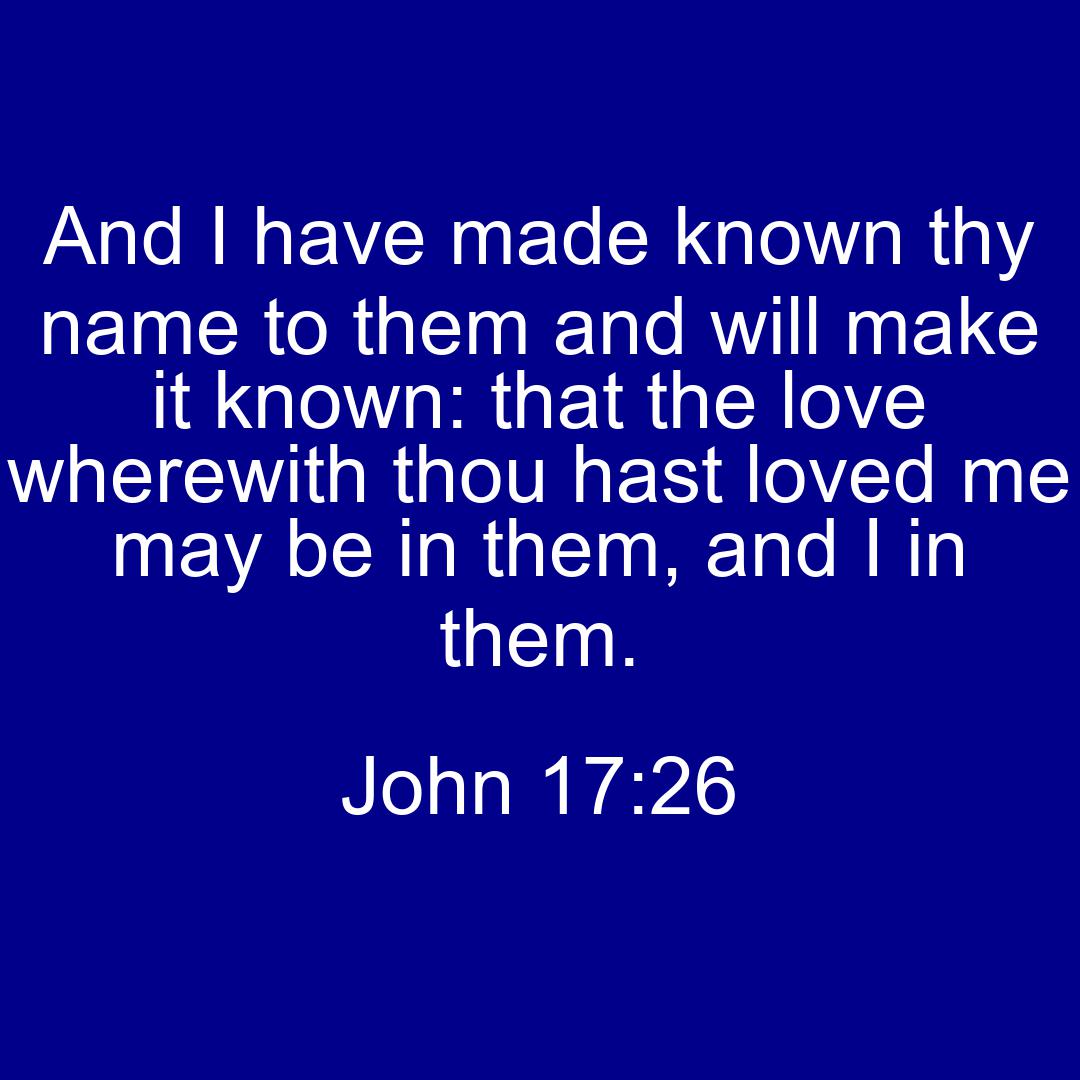 And I have made known thy
name to them and will make
it known: that the love
wherewith thou hast loved me
may be in them, and I in
them.
John 17:26